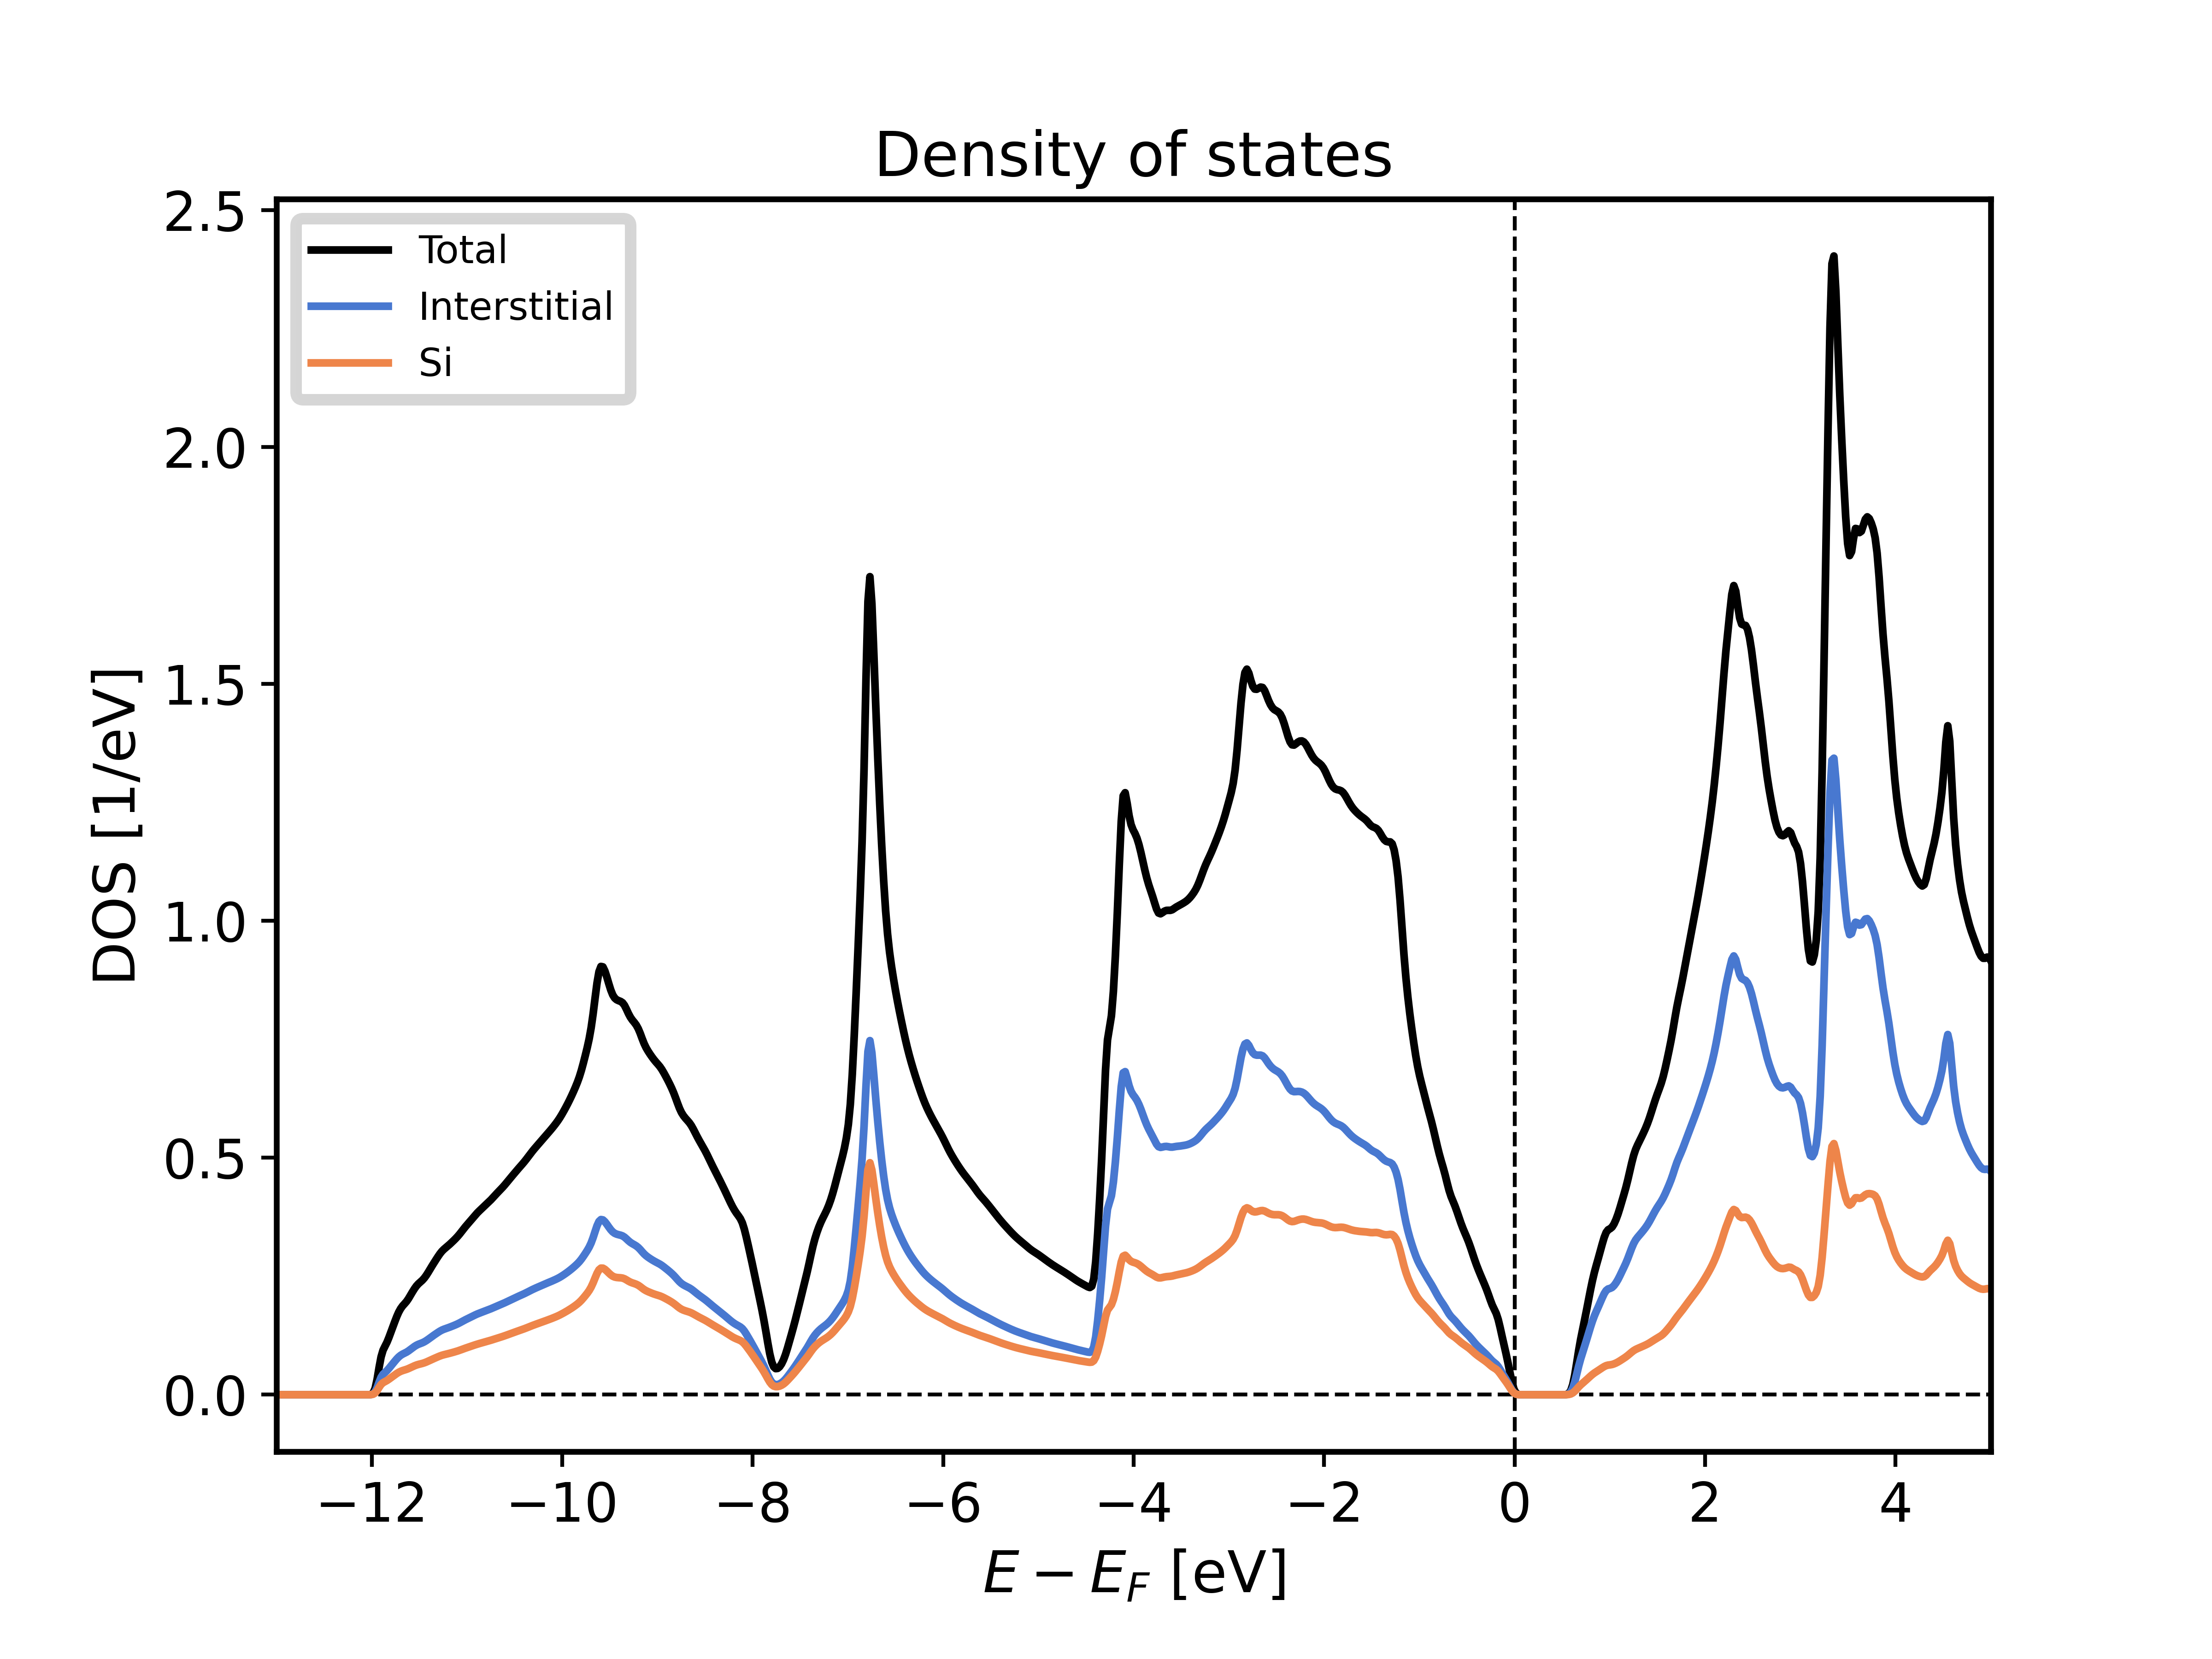 Density of states
2.5
2.0
1.5
1.0
0.5
0.0
DOS [1/eV]
Total
Interstitial
Si
−12 −10 −8 −6 −4 −2 0 2 4
E − E_F [eV]